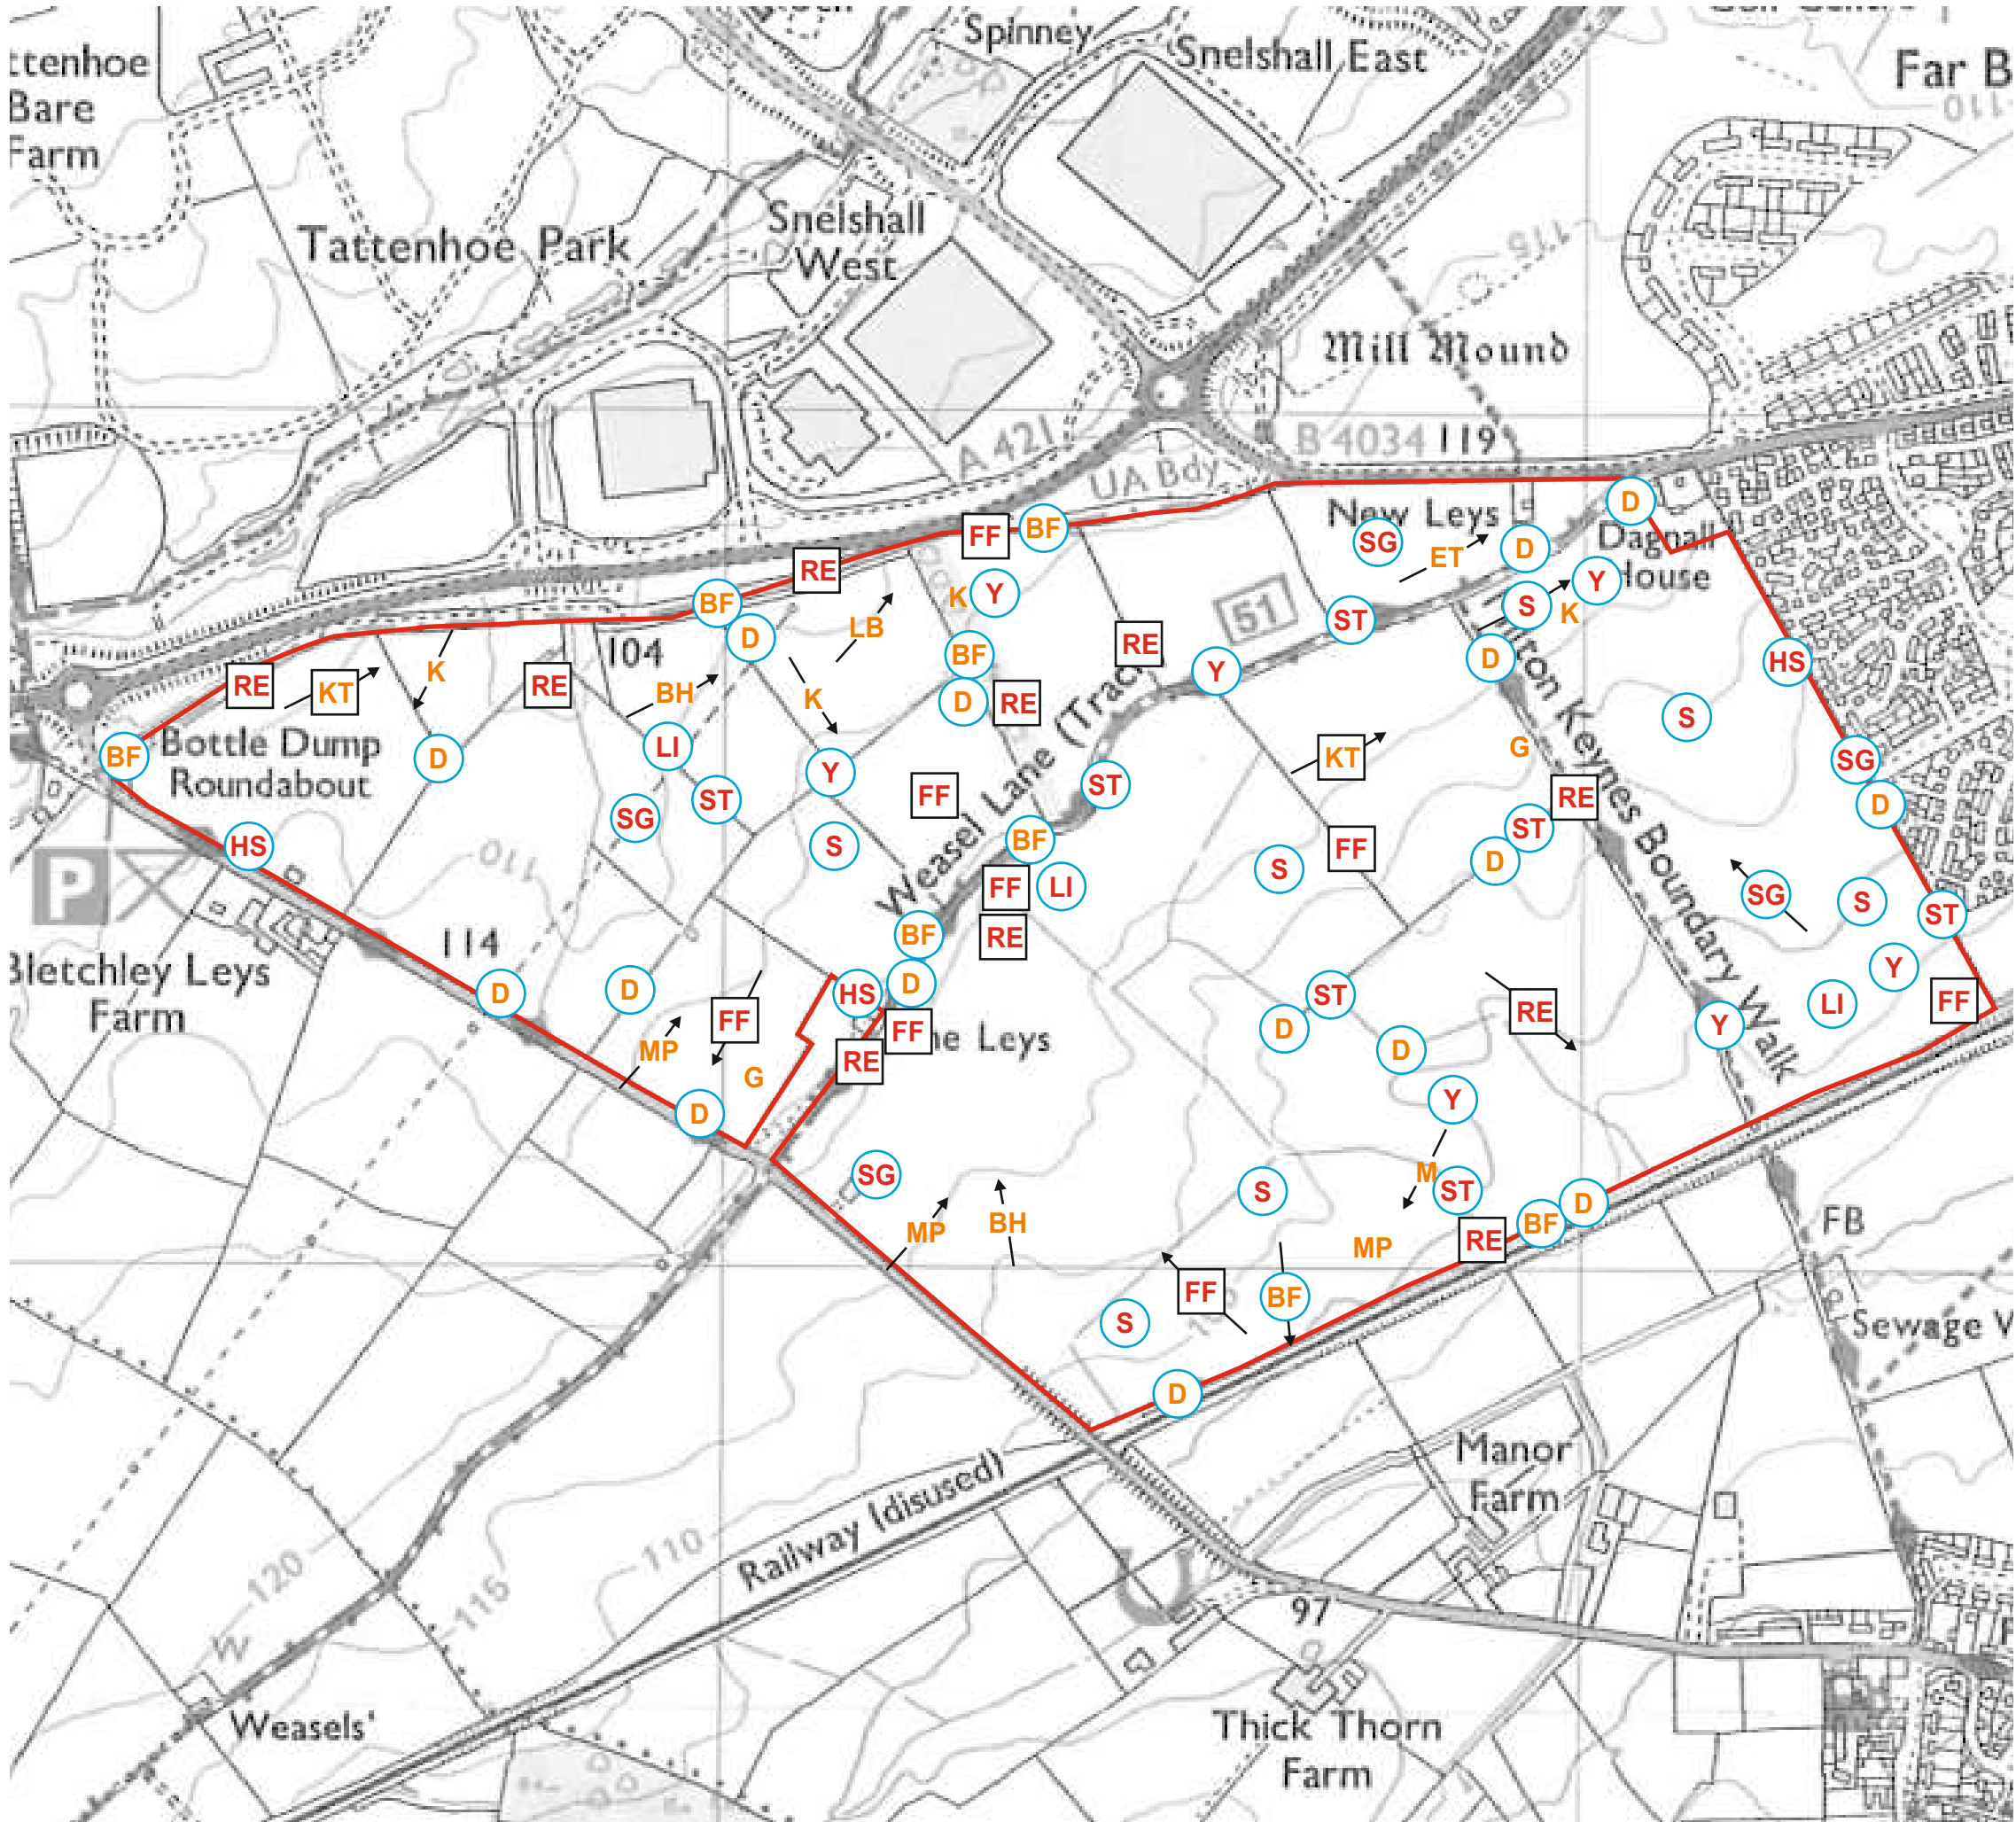 Spinney
Snelshall East
Far B
ttenhoe
Bare
Farm
110
Tattenhoe Park
Snelshall
West
115
Mill Mound
A 421
B 4034
119
UA Bdy
New Leys
D
Dagnall
House
SG
ET
D
FF
BF
RE
BF
D
LB
K
Y
S
Y
K
ST
51
RE
BF
D
HS
104
RE
KT
K
RE
BH
K
D
RE
Y
S
Bottle Dump
Roundabout
BF
D
LI
Y
KT
G
SG
ST
SG
FF
Weasel Lane (Track)
ST
RE
D
HS
110
S
BF
ST
D
FF
S
Keynes Boundary Walk
P
FF
LI
SG
S
ST
114
BF
RE
Bletchley Leys
Farm
D
D
HS
D
ST
Y
FF
LI
RE
FF
FF
Leys
D
D
Y
MP
RE
G
D
Y
SG
M
ST
S
D
BF
FB
MP
BH
MP
RE
FF
BF
S
Sewage W
D
Manor
Farm
Railway (disused)
110
120
115
97
W
Weasels'
Thick Thorn
Farm